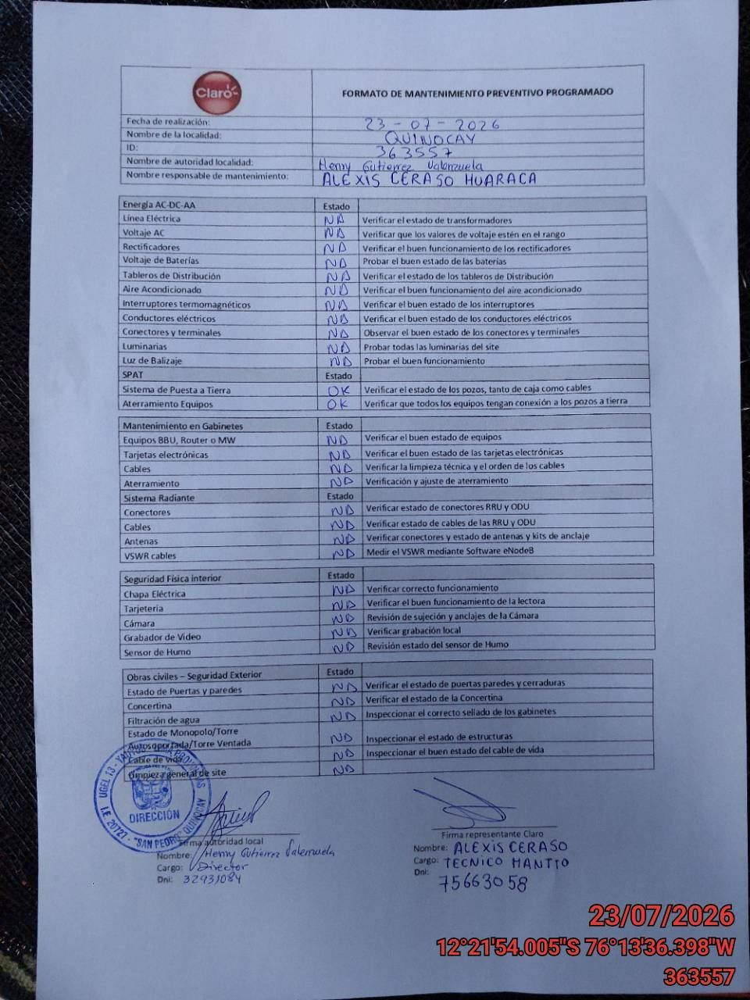 Claro
FORMATO DE MANTENIMIENTO PREVENTIVO PROGRAMADO
Fecha de realización: 23-07-2026
Nombre de la localidad: QUINOCAY
ID: 363557
Nombre de autoridad localidad: Henry Gutierrez Valenzuela
Nombre responsable de mantenimiento: ALEXIS CERASO HUARACA
Energía AC-DC-AA Estado
Línea Eléctrica NA Verificar el estado de transformadores
Voltaje AC NA Verificar que los valores de voltaje estén en el rango
Rectificadores NA Verificar el buen funcionamiento de los rectificadores
Voltaje de Baterías NA Probar el buen estado de las baterías
Tableros de Distribución NA Verificar el estado de los tableros de Distribución
Aire Acondicionado NA Verificar el buen funcionamiento del aire acondicionado
Interruptores termomagnéticos NA Verificar el buen estado de los interruptores
Conductores eléctricos NA Verificar el buen estado de los conductores eléctricos
Conectores y terminales NA Observar el buen estado de los conectores y terminales
Luminarias NA Probar todas las luminarias del site
Luz de Balizaje NA Probar el buen funcionamiento
SPAT Estado
Sistema de Puesta a Tierra OK Verificar el estado de los pozos, tanto de caja como cables
Aterramiento Equipos OK Verificar que todos los equipos tengan conexión a los pozos a tierra
Mantenimiento en Gabinetes Estado
Equipos BBU, Router o MW NA Verificar el buen estado de equipos
Tarjetas electrónicas NA Verificar el buen estado de las tarjetas electrónicas
Cables NA Verificar la limpieza técnica y el orden de los cables
Aterramiento NA Verificación y ajuste de aterramiento
Sistema Radiante Estado
Conectores NA Verificar estado de conectores RRU y ODU
Cables NA Verificar estado de cables de las RRU y ODU
Antenas NA Verificar conectores y estado de antenas y kits de anclaje
VSWR cables NA Medir el VSWR mediante Software eNodeB
Seguridad Física interior Estado
Chapa Eléctrica NA Verificar correcto funcionamiento
Tarjetería NA Verificar el buen funcionamiento de la lectora
Cámara NA Revisión de sujeción y anclajes de la Cámara
Grabador de Video NA Verificar grabación local
Sensor de Humo NA Revisión estado del sensor de Humo
Obras civiles – Seguridad Exterior Estado
Estado de Puertas y paredes NA Verificar el estado de puertas paredes y cerraduras
Concertina NA Verificar el estado de la Concertina
Filtración de agua NA Inspeccionar el correcto sellado de los gabinetes
Estado de Monopolo/Torre
Autosoportada/Torre Ventada NA Inspeccionar el estado de estructuras
Cable de vida NA Inspeccionar el buen estado del cable de vida
Limpieza general de site NA
UGEL 13 - YAUYOS - LIMA PROVINCIAS
DIRECCIÓN
I.E. 20727 - "SAN PEDRO" QUINOCAY
Firma autoridad local
Nombre: Henry Gutierrez Valenzuela
Cargo: Director
Dni: 32931084
Firma representante Claro
Nombre: ALEXIS CERASO
Cargo: TECNICO MANTTO
Dni: 75663058
23/07/2026
12°21'54.005"S 76°13'36.398"W
363557